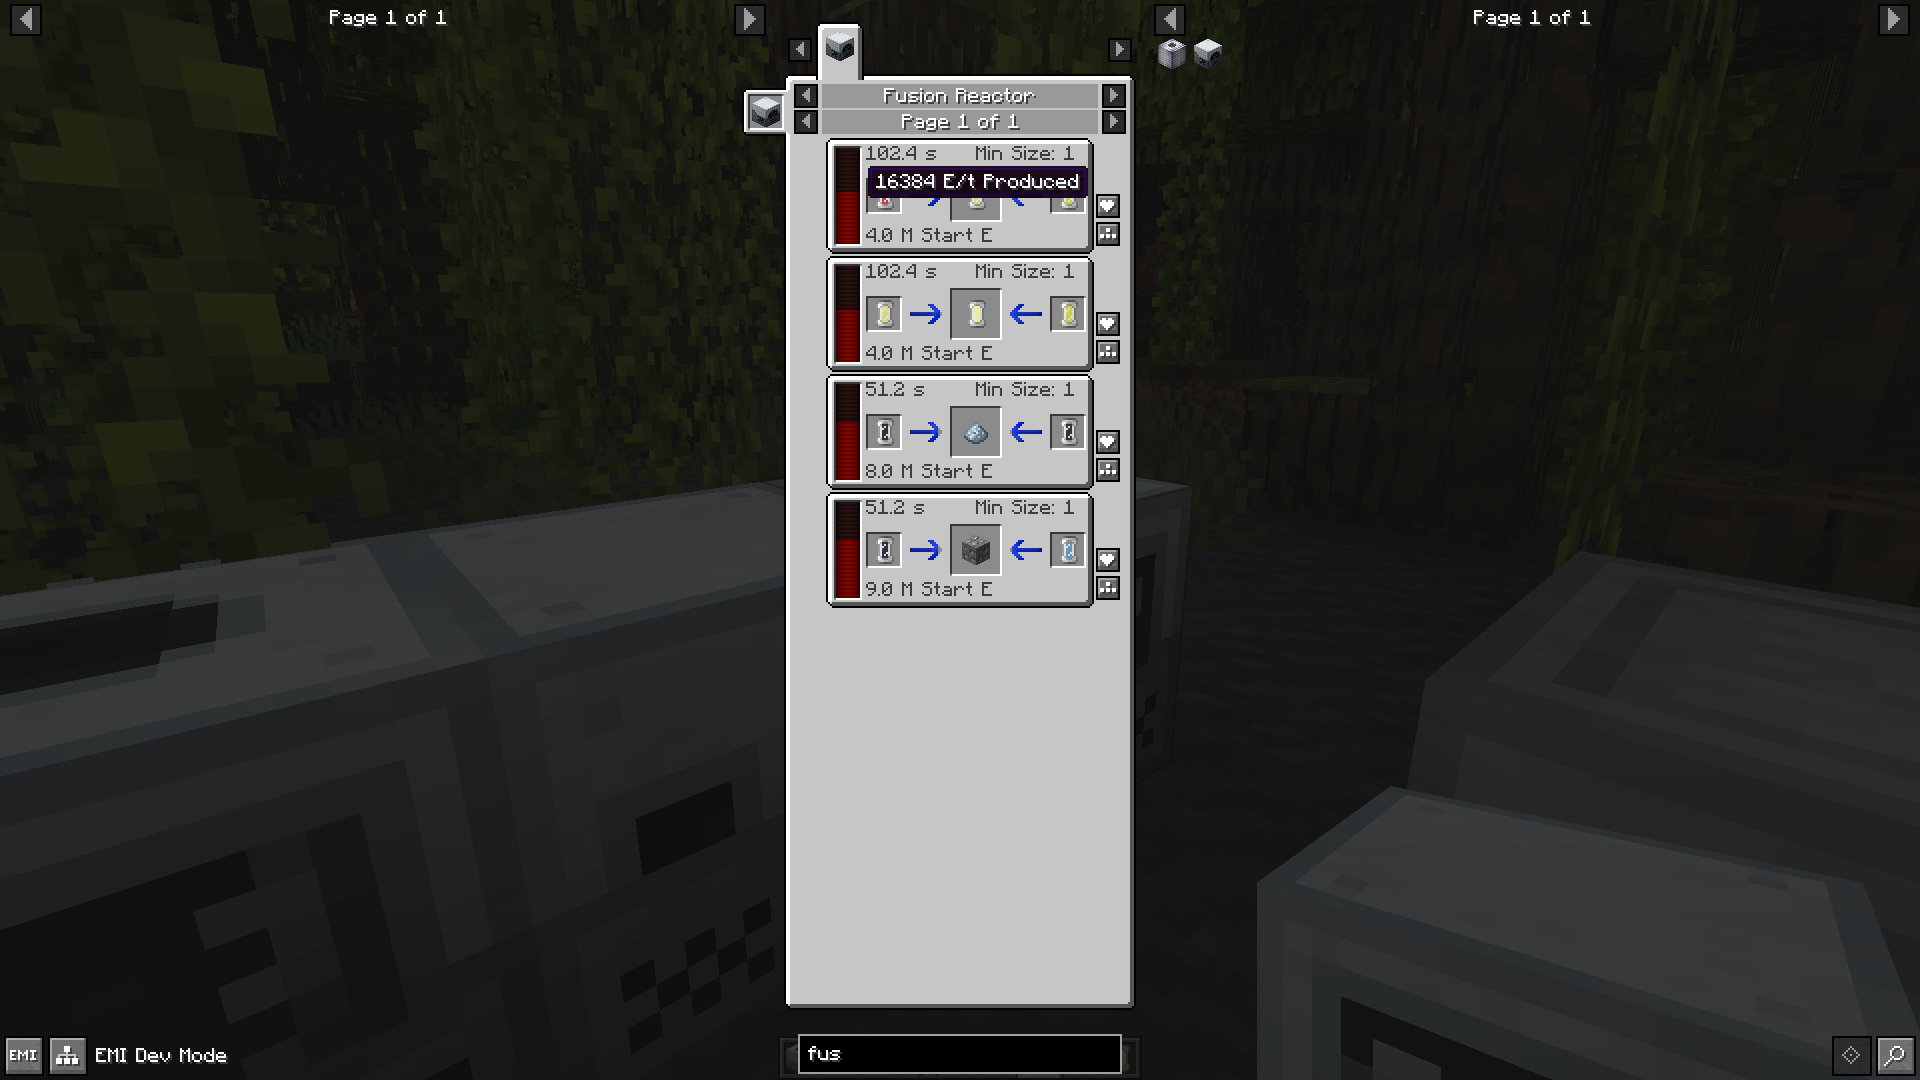 Page 1 of 1
Page 1 of 1
Fusion Reactor
Page 1 of 1
102.4 s Min Size: 1
16384 E/t Produced
4.0 M Start E
102.4 s Min Size: 1
4.0 M Start E
51.2 s Min Size: 1
8.0 M Start E
51.2 s Min Size: 1
9.0 M Start E
EMI EMI Dev Mode
fus